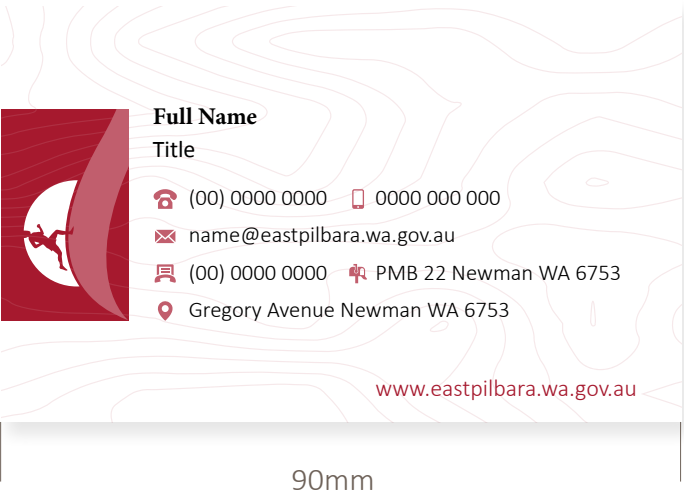 Full Name
Title
(00) 0000 0000 0000 000 000
name@eastpilbara.wa.gov.au
(00) 0000 0000 PMB 22 Newman WA 6753
Gregory Avenue Newman WA 6753
www.eastpilbara.wa.gov.au
90mm